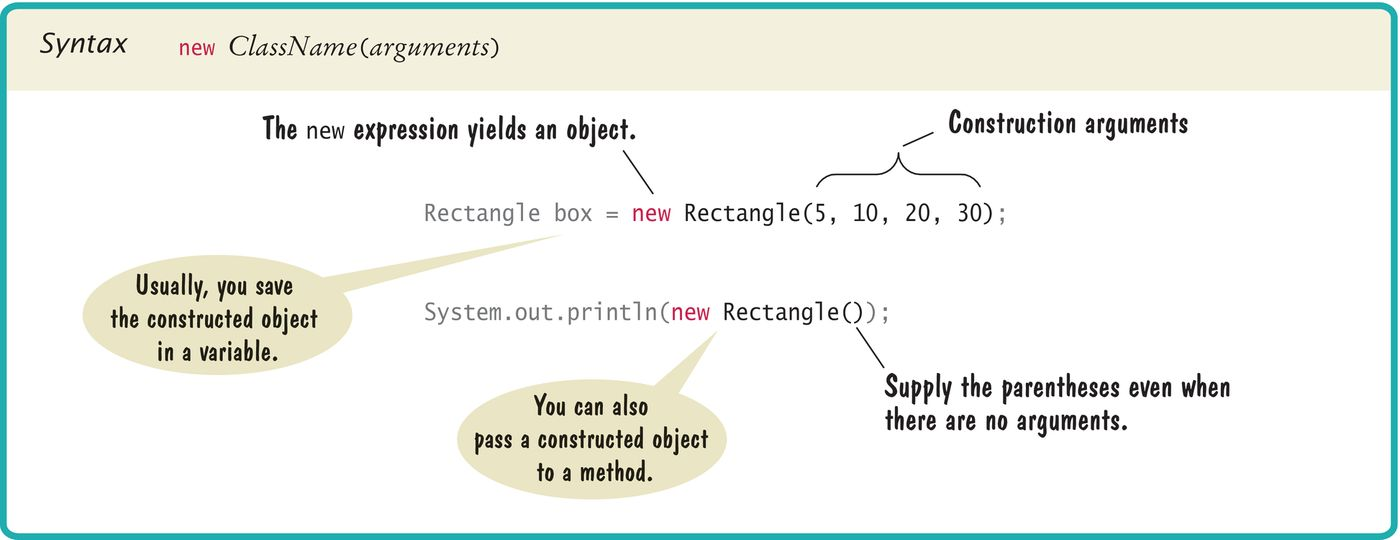 Syntax new ClassName(arguments)
The new expression yields an object.
Construction arguments
Rectangle box = new Rectangle(5, 10, 20, 30);
Usually, you save
the constructed object
in a variable.
System.out.println(new Rectangle());
You can also
pass a constructed object
to a method.
Supply the parentheses even when
there are no arguments.